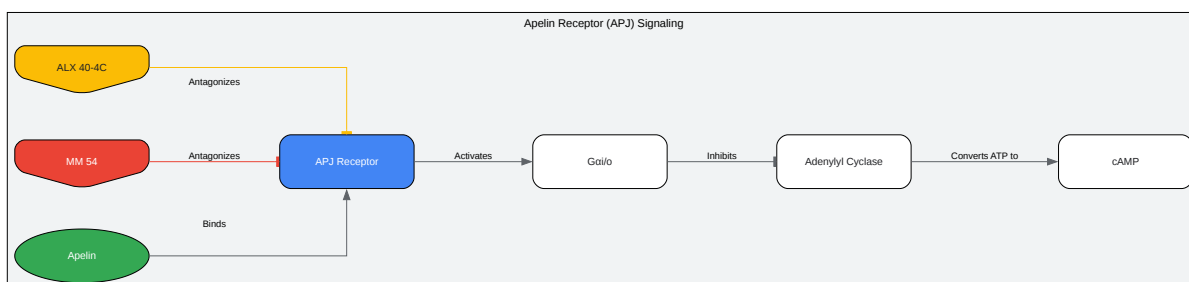 Apelin Receptor (APJ) Signaling
ALX 40-4C
Antagonizes
MM 54
Antagonizes
APJ Receptor
Activates
Gαi/o
Inhibits
Adenylyl Cyclase
Converts ATP to
cAMP
Binds
Apelin